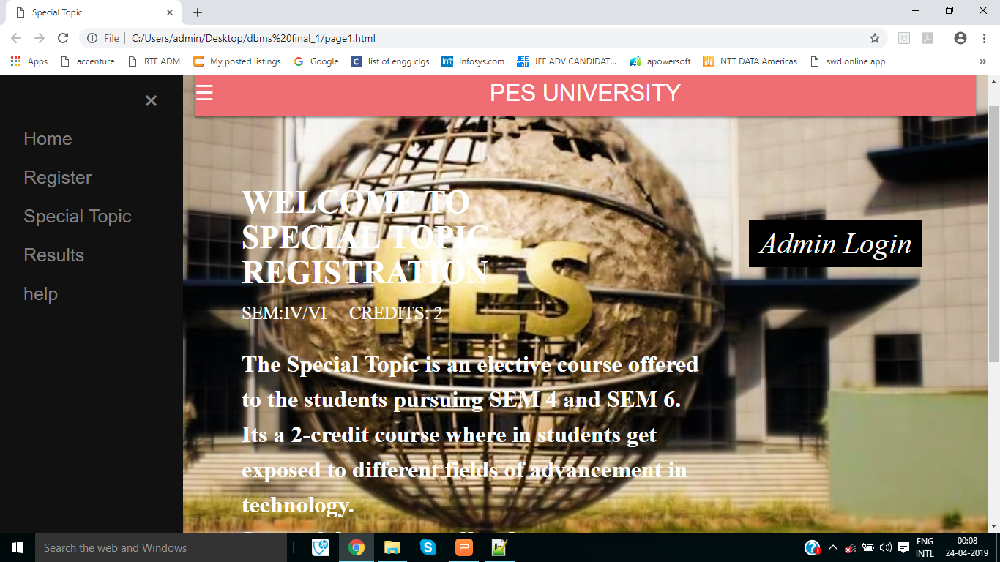 Special Topic
File
C:/Users/admin/Desktop/dbms%20final_1/page1.html
Apps accenture RTE ADM My posted listings Google list of engg clgs Infosys.com JEE ADV CANDIDAT... apowersoft NTT DATA Americas swd online app »
×
☰ PES UNIVERSITY
Home
Register
Special Topic
Results
help
WELCOME TO
SPECIAL TOPIC
REGISTRATION
Admin Login
PES
SEM:IV/VI CREDITS: 2
The Special Topic is an elective course offered
to the students pursuing SEM 4 and SEM 6.
Its a 2-credit course where in students get
exposed to different fields of advancement in
technology.
Search the web and Windows
ENG
INTL
00:08
24-04-2019